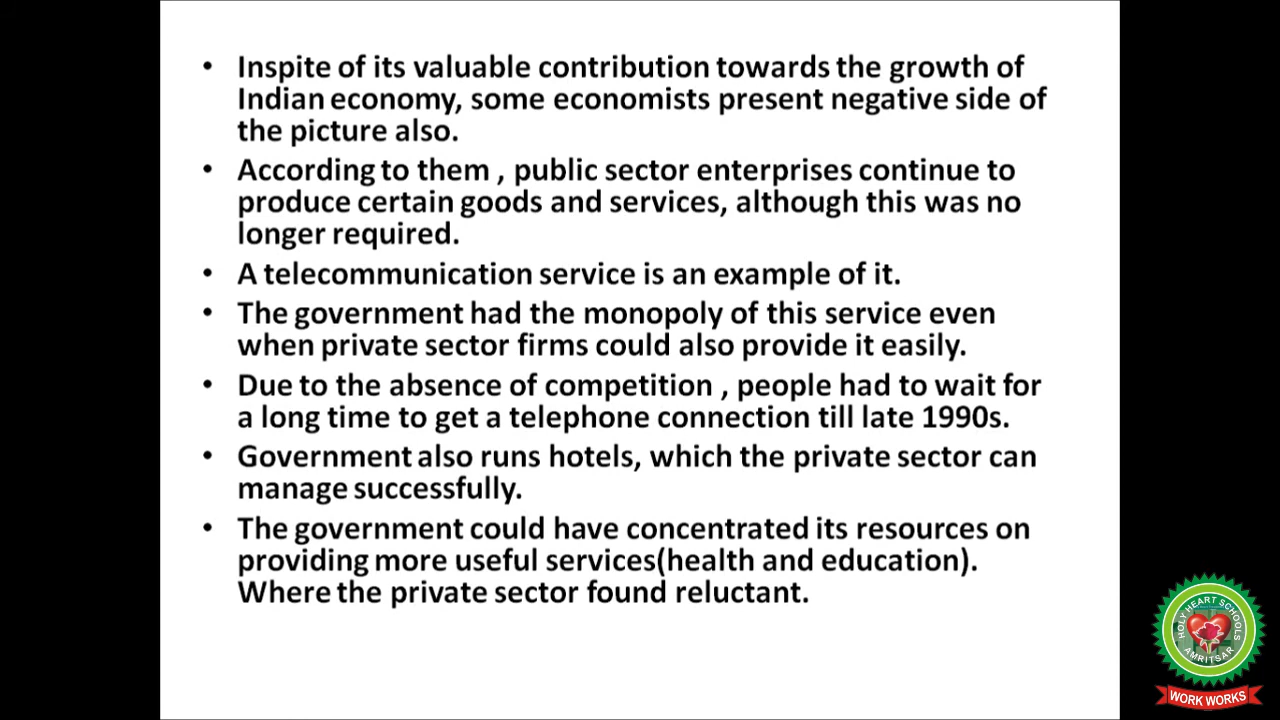 • Inspite of its valuable contribution towards the growth of
Indian economy, some economists present negative side of
the picture also.
• According to them , public sector enterprises continue to
produce certain goods and services, although this was no
longer required.
• A telecommunication service is an example of it.
• The government had the monopoly of this service even
when private sector firms could also provide it easily.
• Due to the absence of competition , people had to wait for
a long time to get a telephone connection till late 1990s.
• Government also runs hotels, which the private sector can
manage successfully.
• The government could have concentrated its resources on
providing more useful services(health and education).
Where the private sector found reluctant.
HOLY HEART SCHOOLS
AMRITSAR
WORK WORKS